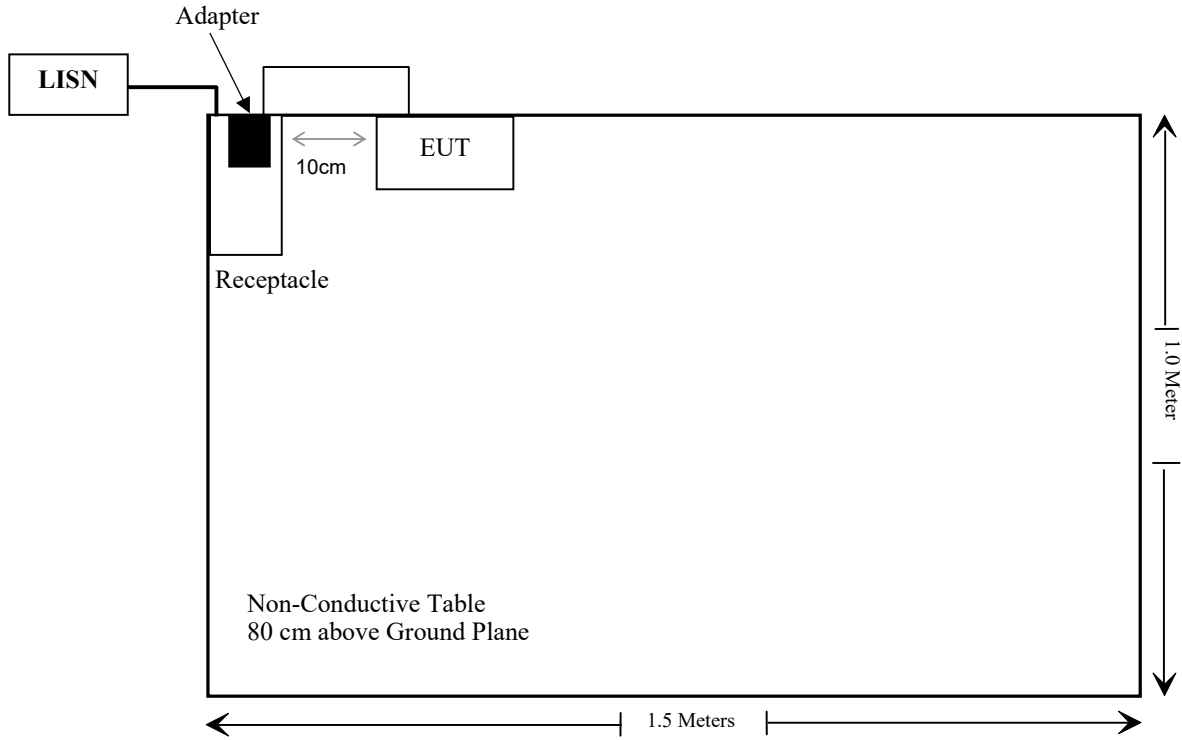 Adapter
LISN
EUT
10cm
Receptacle
1.0 Meter
Non-Conductive Table
80 cm above Ground Plane
1.5 Meters